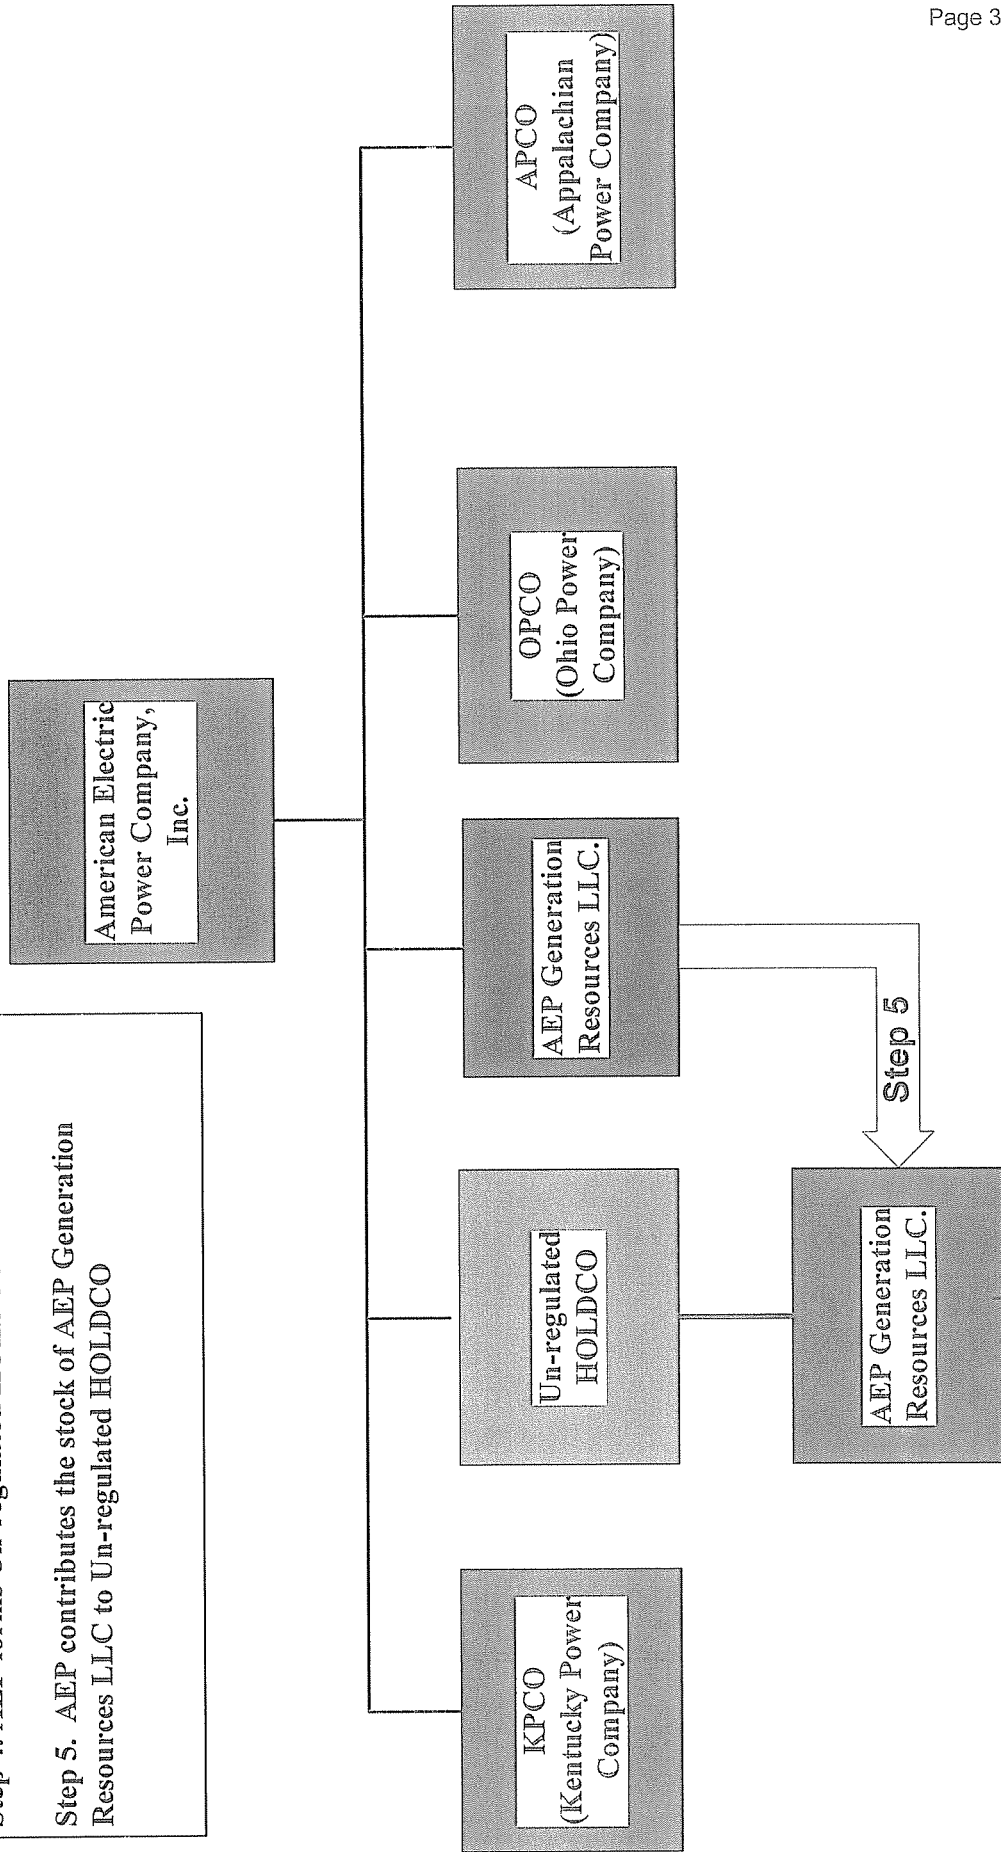 Page 3
Step 5. AEP contributes the stock of AEP Generation
Resources LLC to Un-regulated HOLDCO
American Electric
Power Company,
Inc.
KPCO
(Kentucky Power
Company)
Un-regulated
HOLDCO
AEP Generation
Resources LLC.
OPCO
(Ohio Power
Company)
APCO
(Appalachian
Power Company)
Step 5
AEP Generation
Resources LLC.